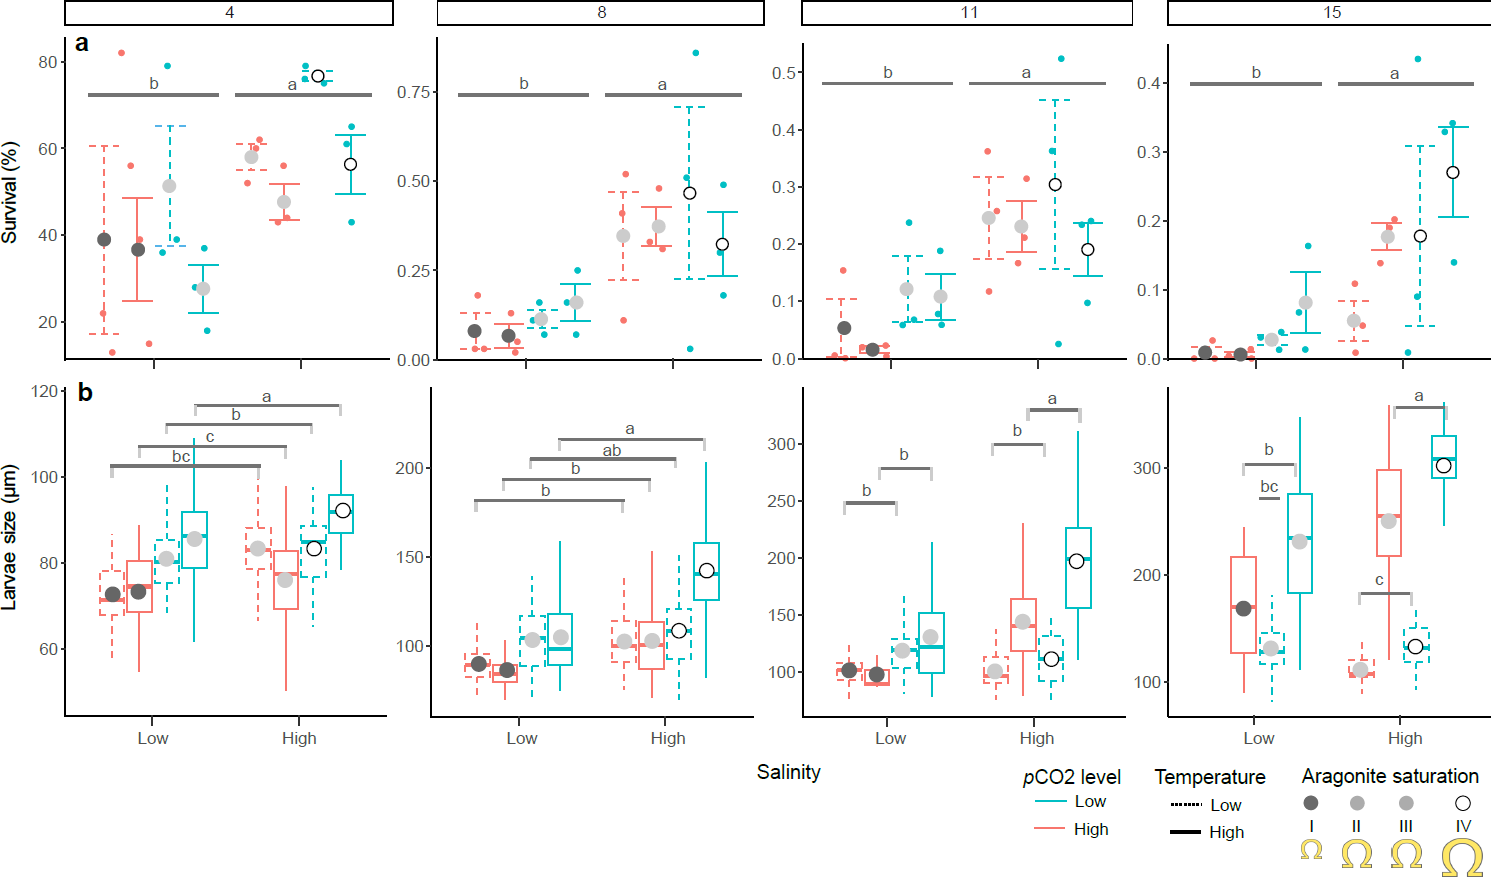 4 8 11 15
a
Survival (%)
80
60
40
20
b a
0.75
0.50
0.25
0.00
b a
0.5
0.4
0.3
0.2
0.1
0.0
b a
0.4
0.3
0.2
0.1
0.0
b a
b
Larvae size (μm)
120
100
80
60
a
b
c
bc
200
150
100
a
ab
b
b
300
250
200
150
100
a
b
b
b
300
200
100
a
b
bc
c
Low High Low High Low High Low High
Salinity
pCO2 level
Low
High
Temperature
Low
High
Aragonite saturation
I II III IV
Ω Ω Ω Ω